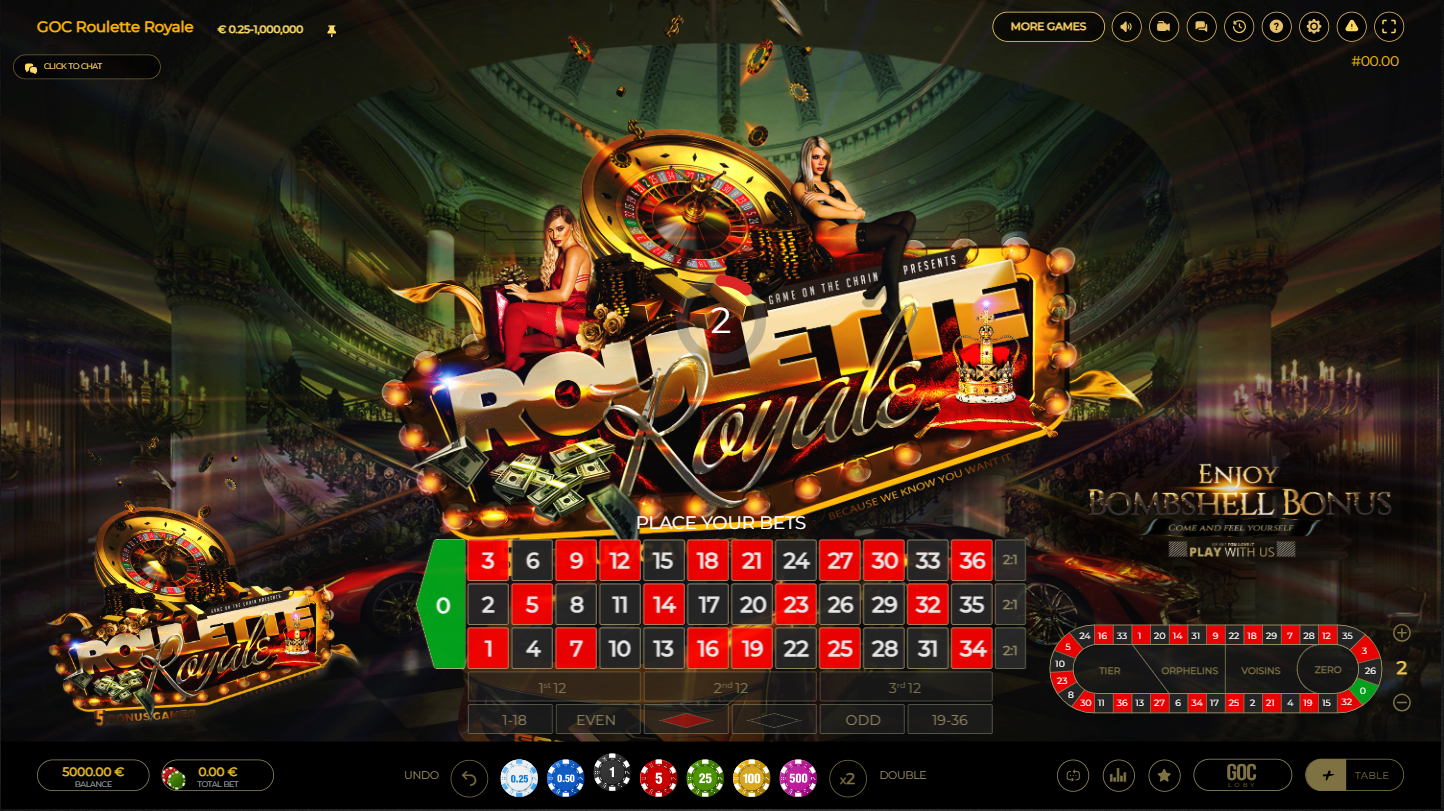 GOC Roulette Royale
€ 0.25-1,000,000
MORE GAMES
CLICK TO CHAT
#00.00
GAME ON THE CHAIN PRESENTS
2
ROULETTE
Royale
BECAUSE WE KNOW YOU WANT IT
ENJOY
BOMBSHELL BONUS
COME AND FEEL YOURSELF
PLAY WITH US
PLACE YOUR BETS
3 6 9 12 15 18 21 24 27 30 33 36 2:1
0
2 5 8 11 14 17 20 23 26 29 32 35 2:1
1 4 7 10 13 16 19 22 25 28 31 34 2:1
1st 12 2nd 12 3rd 12
1-18 EVEN ODD 19-36
GAME ON THE CHAIN PRESENTS
ROULETTE
Royale
5 BONUS GAMES
24 16 33 1 20 14 31 9 22 18 29 7 28 12 35
5 3
10 TIER ORPHELINS VOISINS ZERO 26
23 0
8 32
30 11 36 13 27 6 34 17 25 2 21 4 19 15
2
5000.00 €
BALANCE
0.00 €
TOTAL BET
UNDO
0.25 0.50 1 5 25 100 500
x2
DOUBLE
GOC
LOBY
TABLE